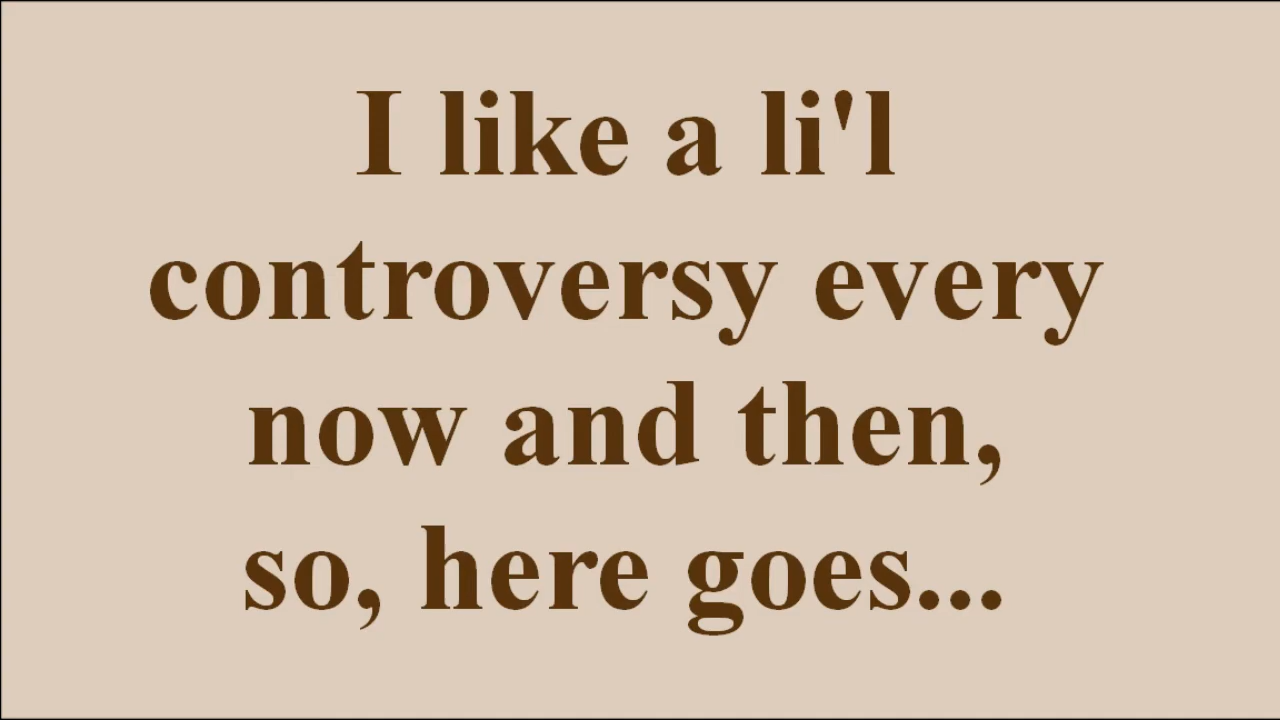 I like a li'l
controversy every
now and then,
so, here goes...